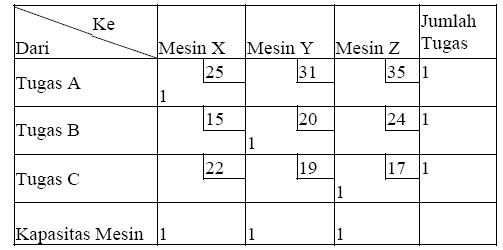 Ke
Dari
Mesin X Mesin Y Mesin Z Jumlah Tugas
Tugas A 25 31 35 1
1
Tugas B 15 20 24 1
1
Tugas C 22 19 17 1
1
Kapasitas Mesin 1 1 1